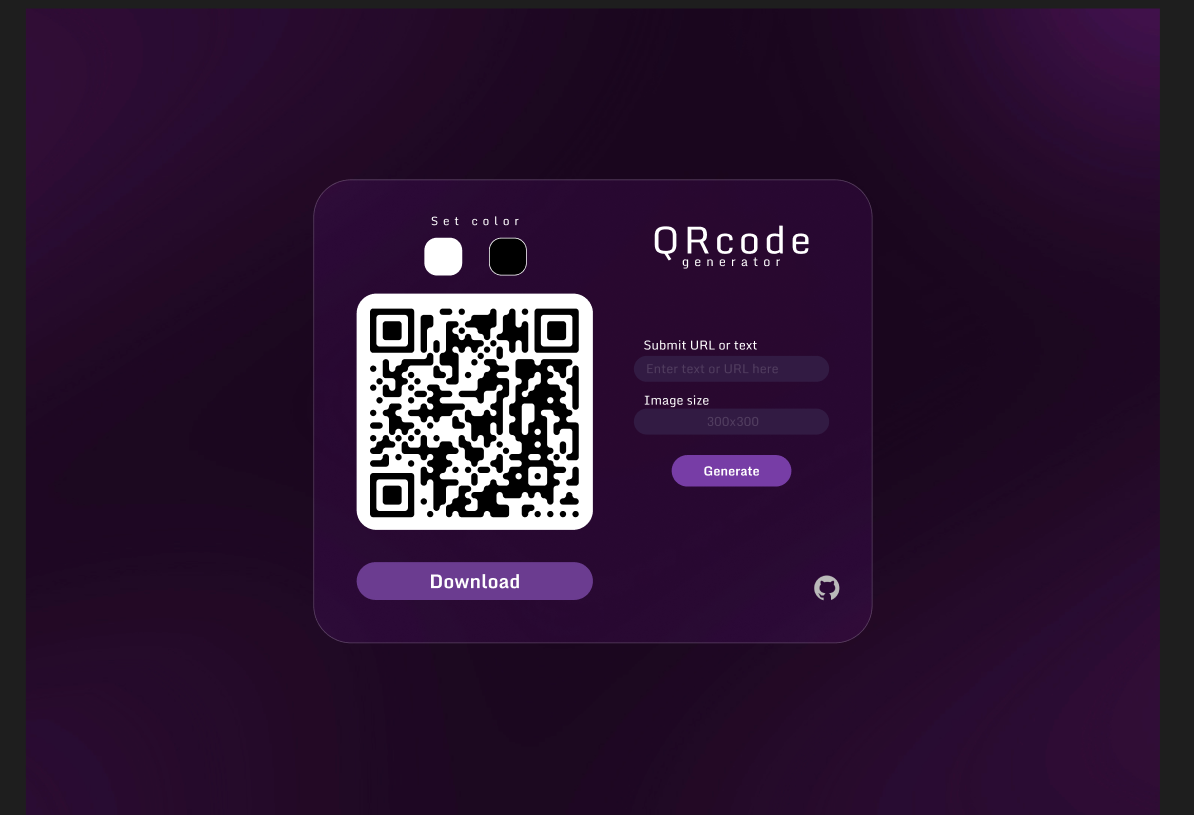 Set color
QRcode
generator
Submit URL or text
Enter text or URL here
Image size
300x300
Generate
Download